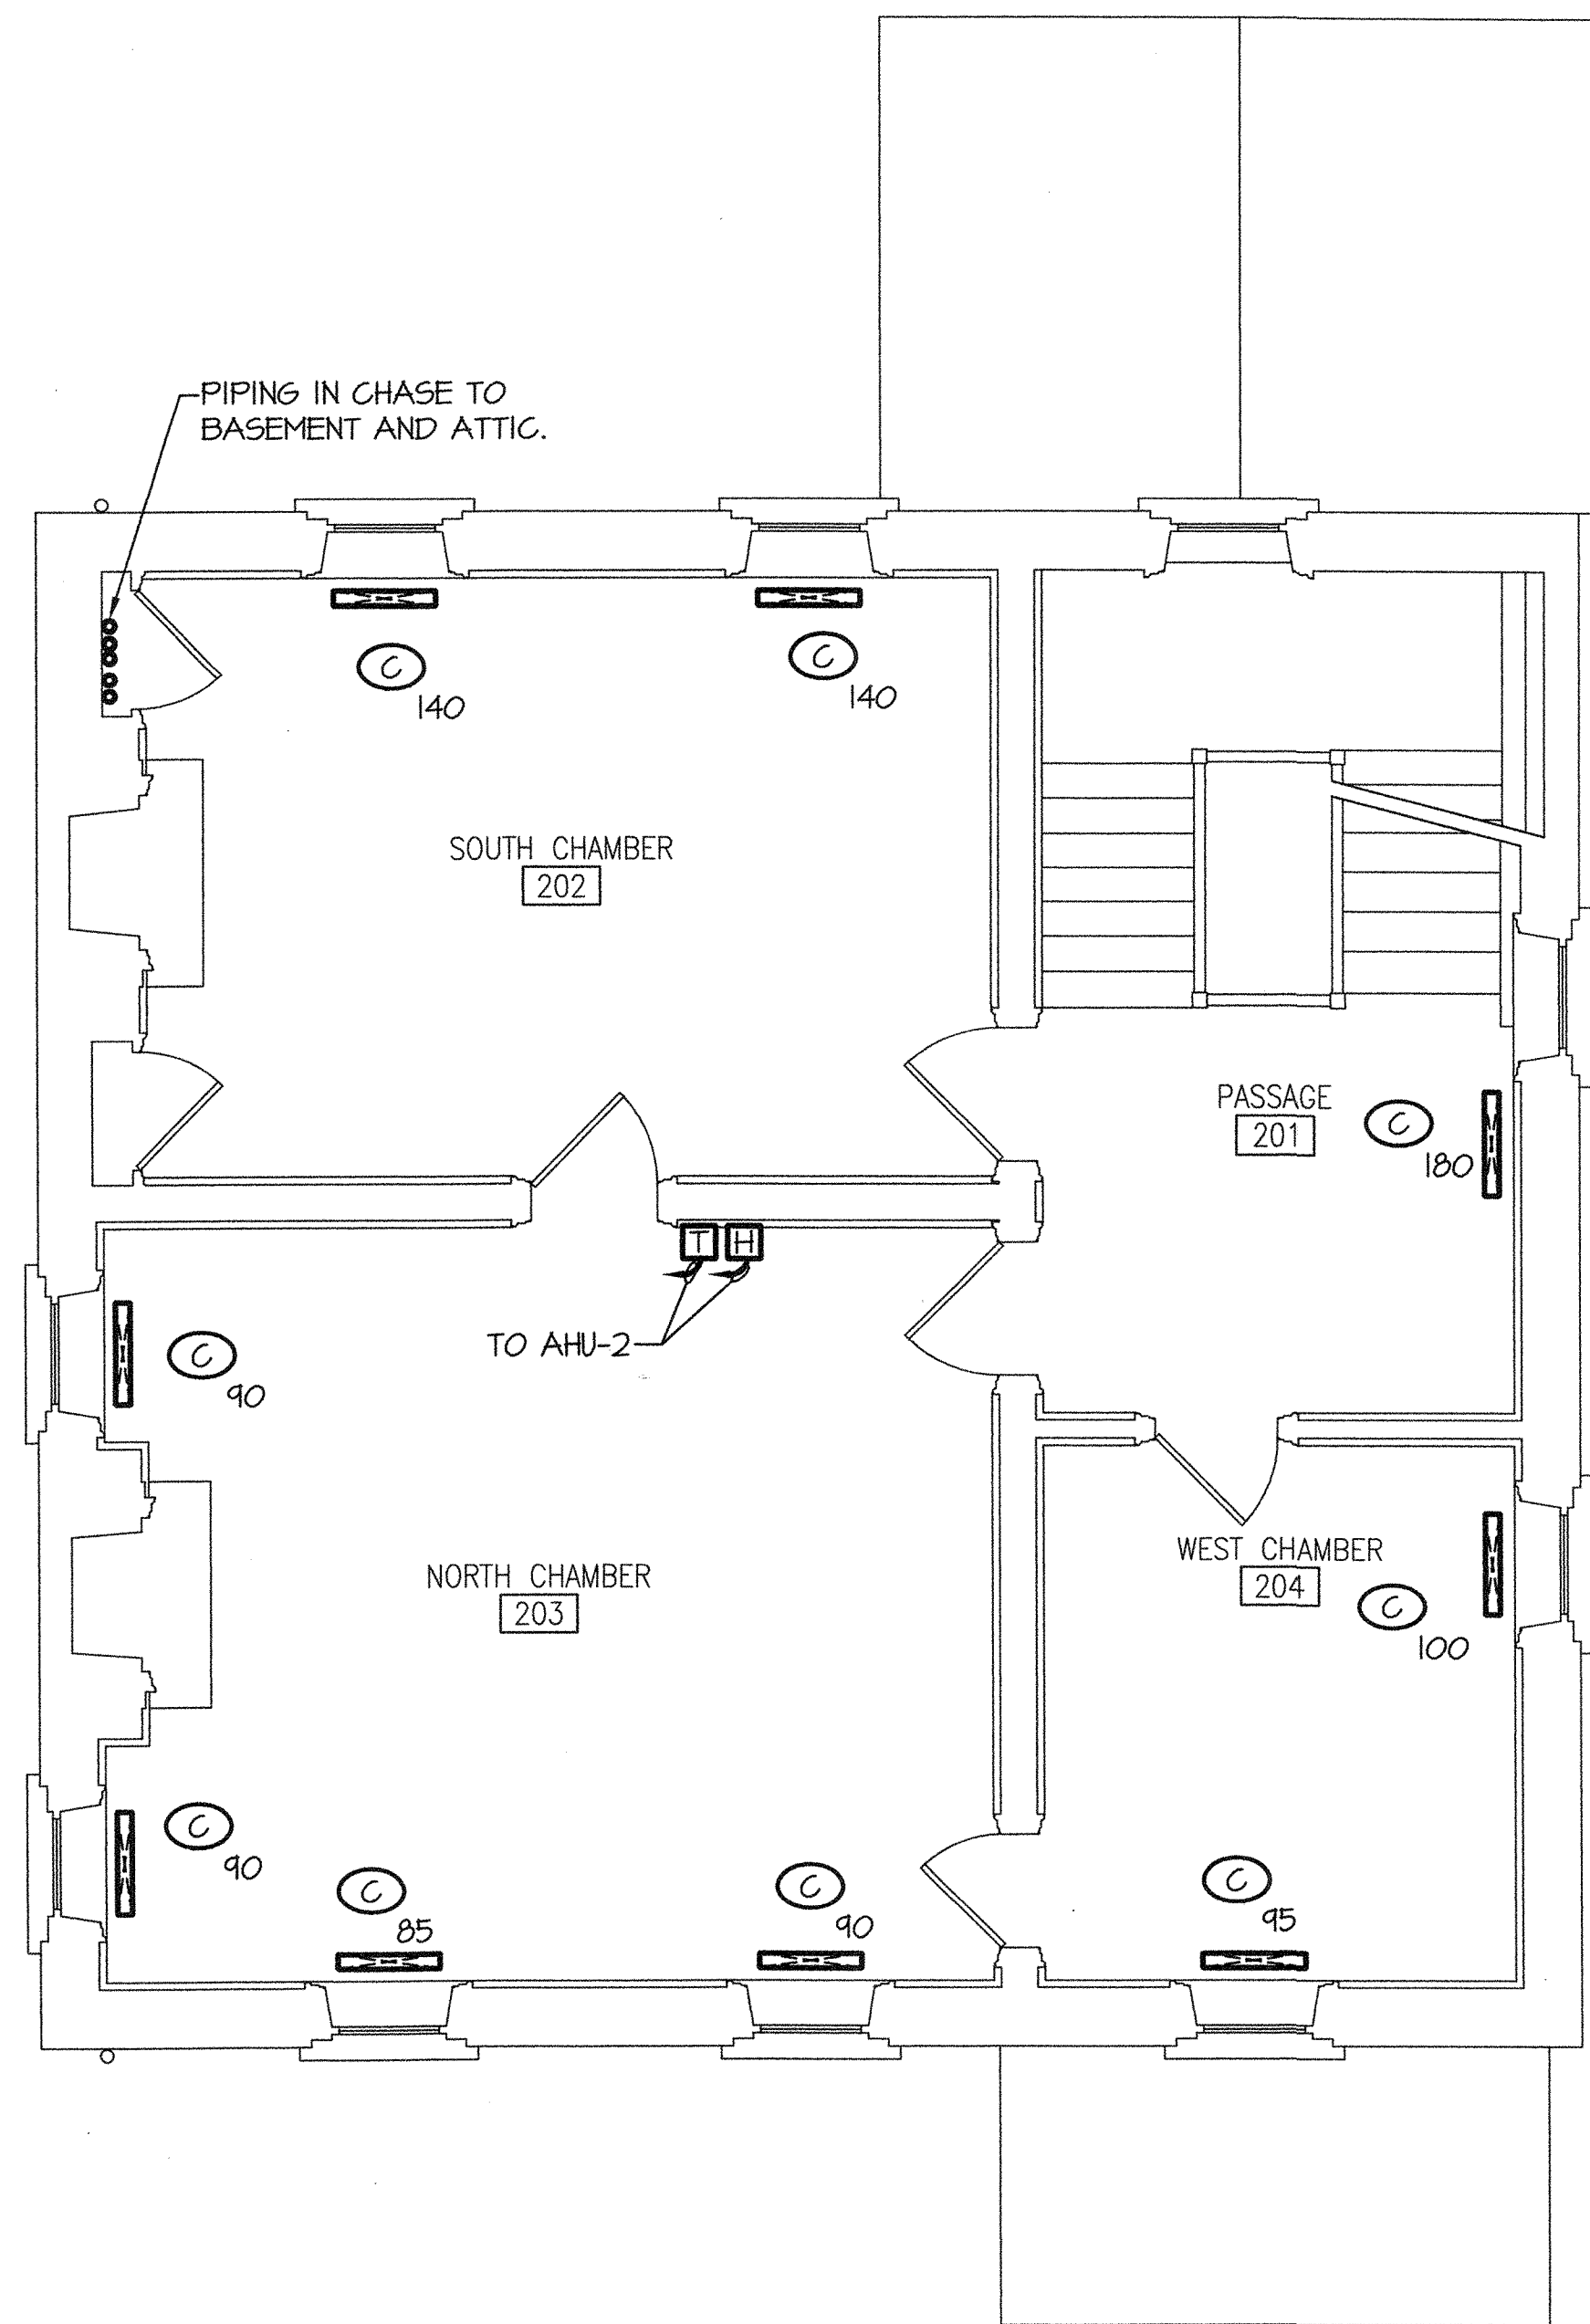 PIPING IN CHASE TO
BASEMENT AND ATTIC.
C
140
C
140
SOUTH CHAMBER
202
PASSAGE
201
C
180
T H
TO AHU-2
C
90
NORTH CHAMBER
203
WEST CHAMBER
204
C
100
C
90
C
85
C
90
C
95